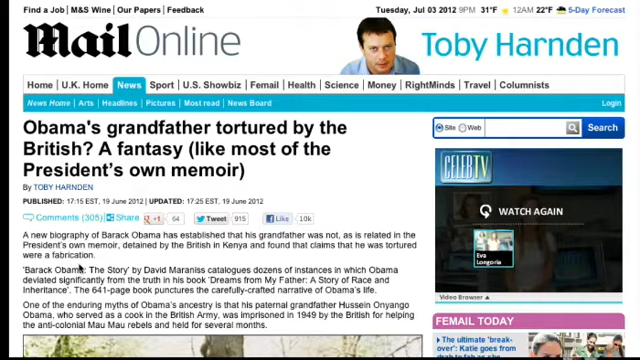 Find a Job | M&S Wine | Our Papers | Feedback
Tuesday, Jul 03 2012 9PM 31°F 12AM 22°F 5-Day Forecast
Mail Online
Toby Harnden
Home U.K. Home News Sport U.S. Showbiz Femail Health Science Money RightMinds Travel Columnists
News Home Arts Headlines Pictures Most read News Board Login
Obama's grandfather tortured by the
British? A fantasy (like most of the
President's own memoir)
By TOBY HARNDEN
PUBLISHED: 17:15 EST, 19 June 2012 | UPDATED: 17:25 EST, 19 June 2012
Comments (305) Share +1 64 Tweet 915 Like 10k
A new biography of Barack Obama has established that his grandfather was not, as is related in the
President's own memoir, detained by the British in Kenya and found that claims that he was tortured
were a fabrication.
'Barack Obama: The Story' by David Maraniss catalogues dozens of instances in which Obama
deviated significantly from the truth in his book 'Dreams from My Father: A Story of Race and
Inheritance'. The 641-page book punctures the carefully-crafted narrative of Obama's life.
One of the enduring myths of Obama's ancestry is that his paternal grandfather Hussein Onyango
Obama, who served as a cook in the British Army, was imprisoned in 1949 by the British for helping
the anti-colonial Mau Mau rebels and held for several months.
Site Web Search
CELEBTV
WATCH AGAIN
Eva
Longoria
Video Browser
FEMAIL TODAY
The ultimate 'break-
over': Katie goes from